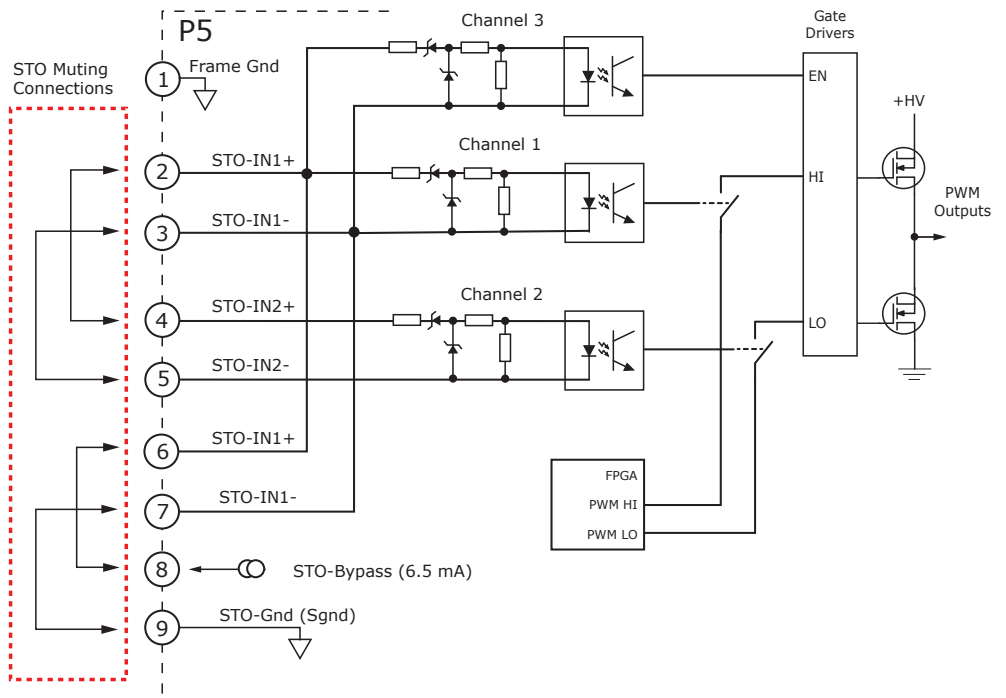 P5
Channel 3
Gate
Drivers
STO Muting
Connections
1
Frame Gnd
EN
+HV
Channel 1
2
STO-IN1+
HI
PWM
Outputs
3
STO-IN1-
Channel 2
4
STO-IN2+
LO
5
STO-IN2-
6
STO-IN1+
FPGA
7
STO-IN1-
PWM HI
PWM LO
8
STO-Bypass (6.5 mA)
9
STO-Gnd (Sgnd)